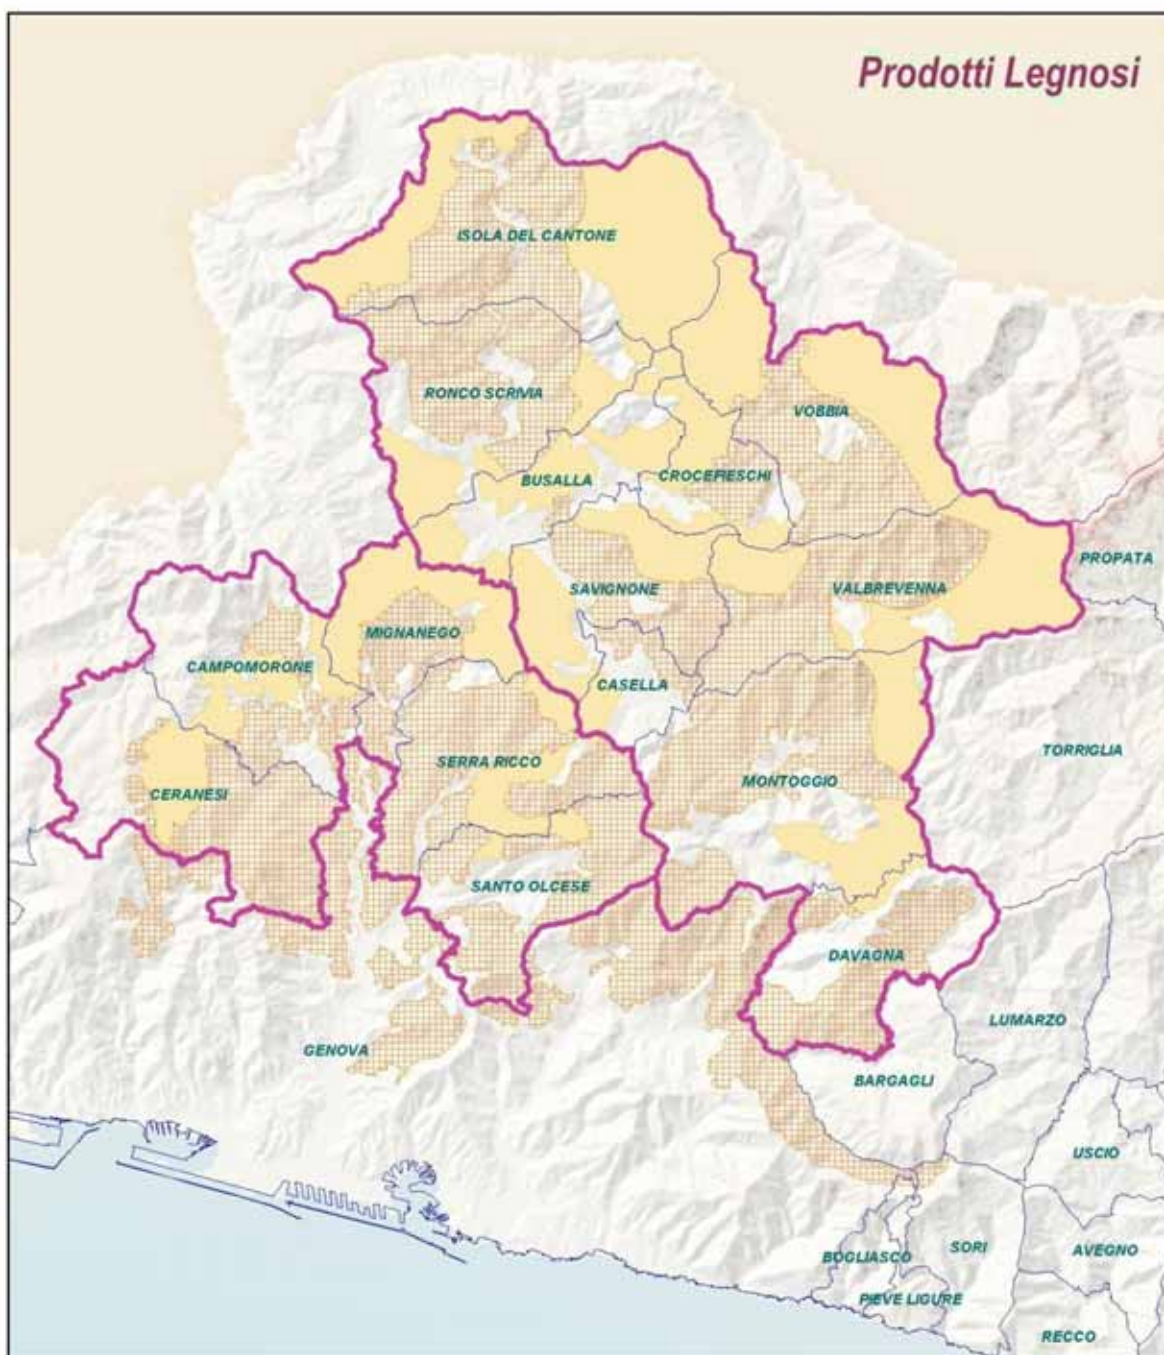 Prodotti Legnosi
ISOLA DEL CANTONE
RONCO SCRIVIA
VOBBIA
BUSALLA
CROCEFIESCHI
PROPATA
SAVIGNONE
VALBREVENNA
MIGNANEGO
CAMPOMORONE
CASELLA
TORRIGLIA
SERRA RICCO
MONTOGGIO
CERANESI
SANTO OLCESE
DAVAGNA
LUMARZO
GENOVA
BARGAGLI
USCIO
SORI
AVEGNO
BOGLIASCO
PIEVE LIGURE
RECCO